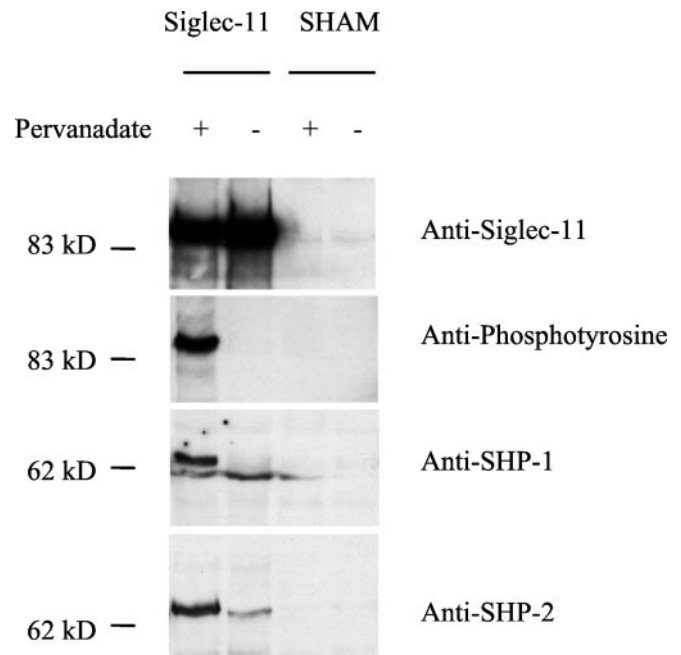 Siglec-11 SHAM
Pervanadate + - + -
83 kD Anti-Siglec-11
83 kD Anti-Phosphotyrosine
62 kD Anti-SHP-1
62 kD Anti-SHP-2